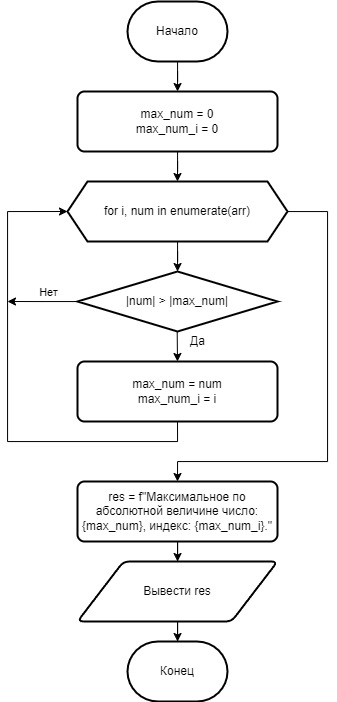 Начало
max_num = 0
max_num_i = 0
for i, num in enumerate(arr)
|num| > |max_num|
Нет
Да
max_num = num
max_num_i = i
res = f"Максимальное по
абсолютной величине число:
{max_num}, индекс: {max_num_i}."
Вывести res
Конец